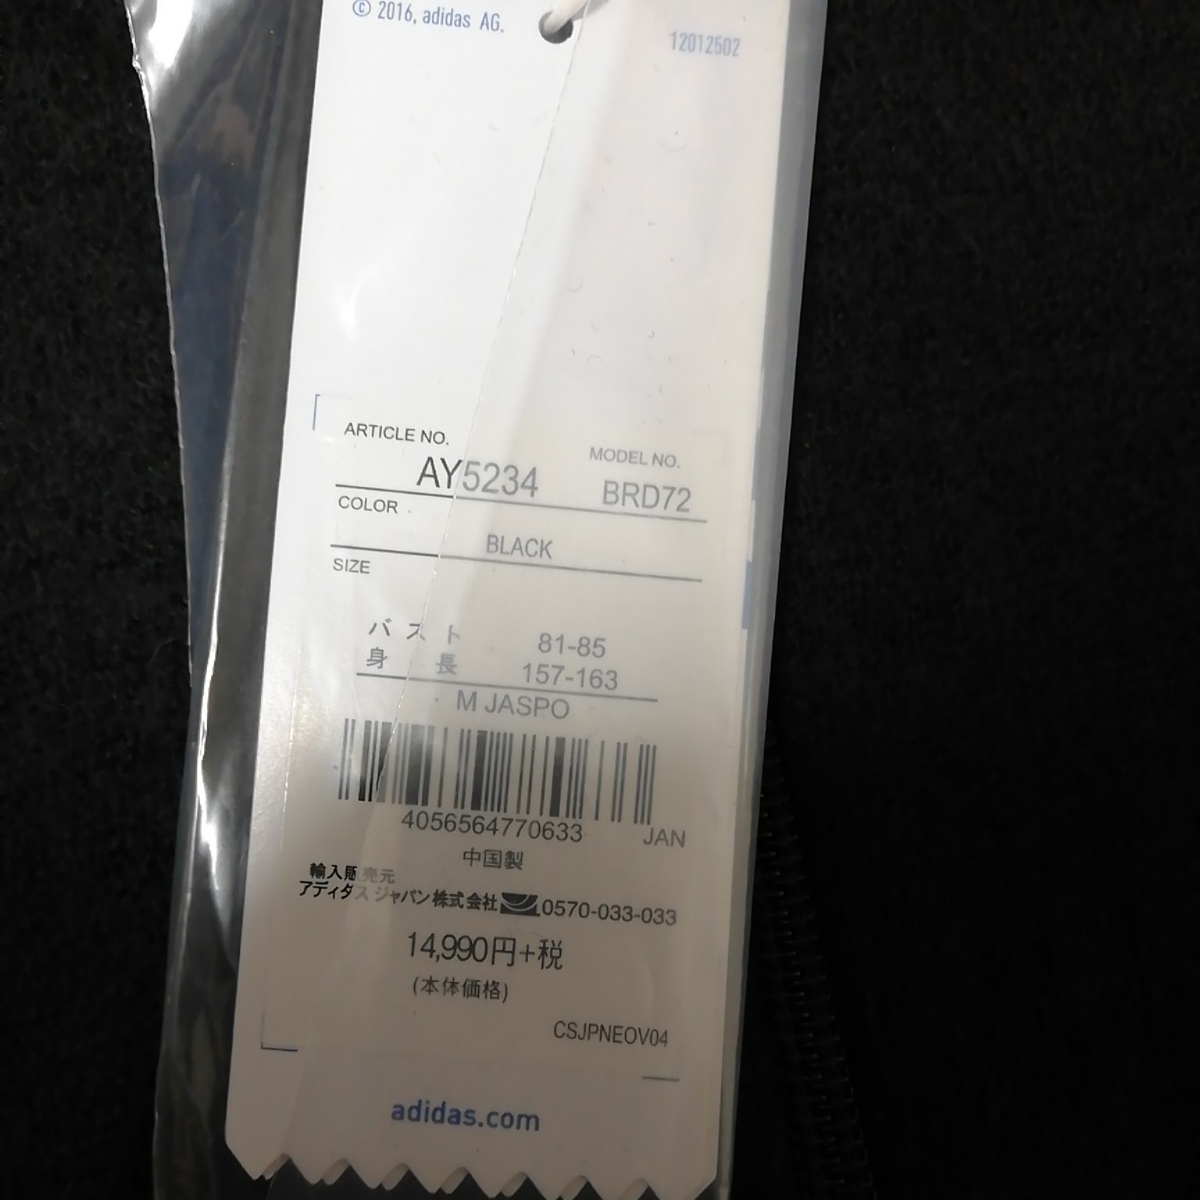 © 2016, adidas AG.
12012502
ARTICLE NO.
MODEL NO.
AY5234
BRD72
COLOR
BLACK
SIZE
バスト 81-85
身長 157-163
M JASPO
4056564770633 JAN
中国製
輸入販売元
アディダス ジャパン株式会社 0570-033-033
14,990円+税
(本体価格)
CSJPNEOV04
adidas.com